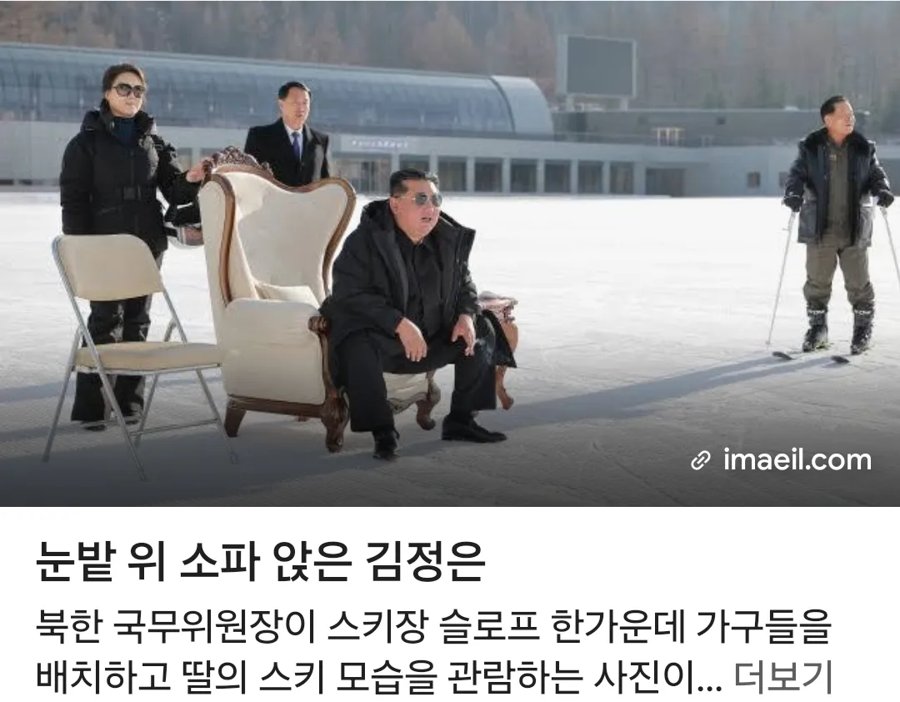 imaeil.com
눈밭 위 소파 앉은 김정은
북한 국무위원장이 스키장 슬로프 한가운데 가구들을
배치하고 딸의 스키 모습을 관람하는 사진이... 더보기